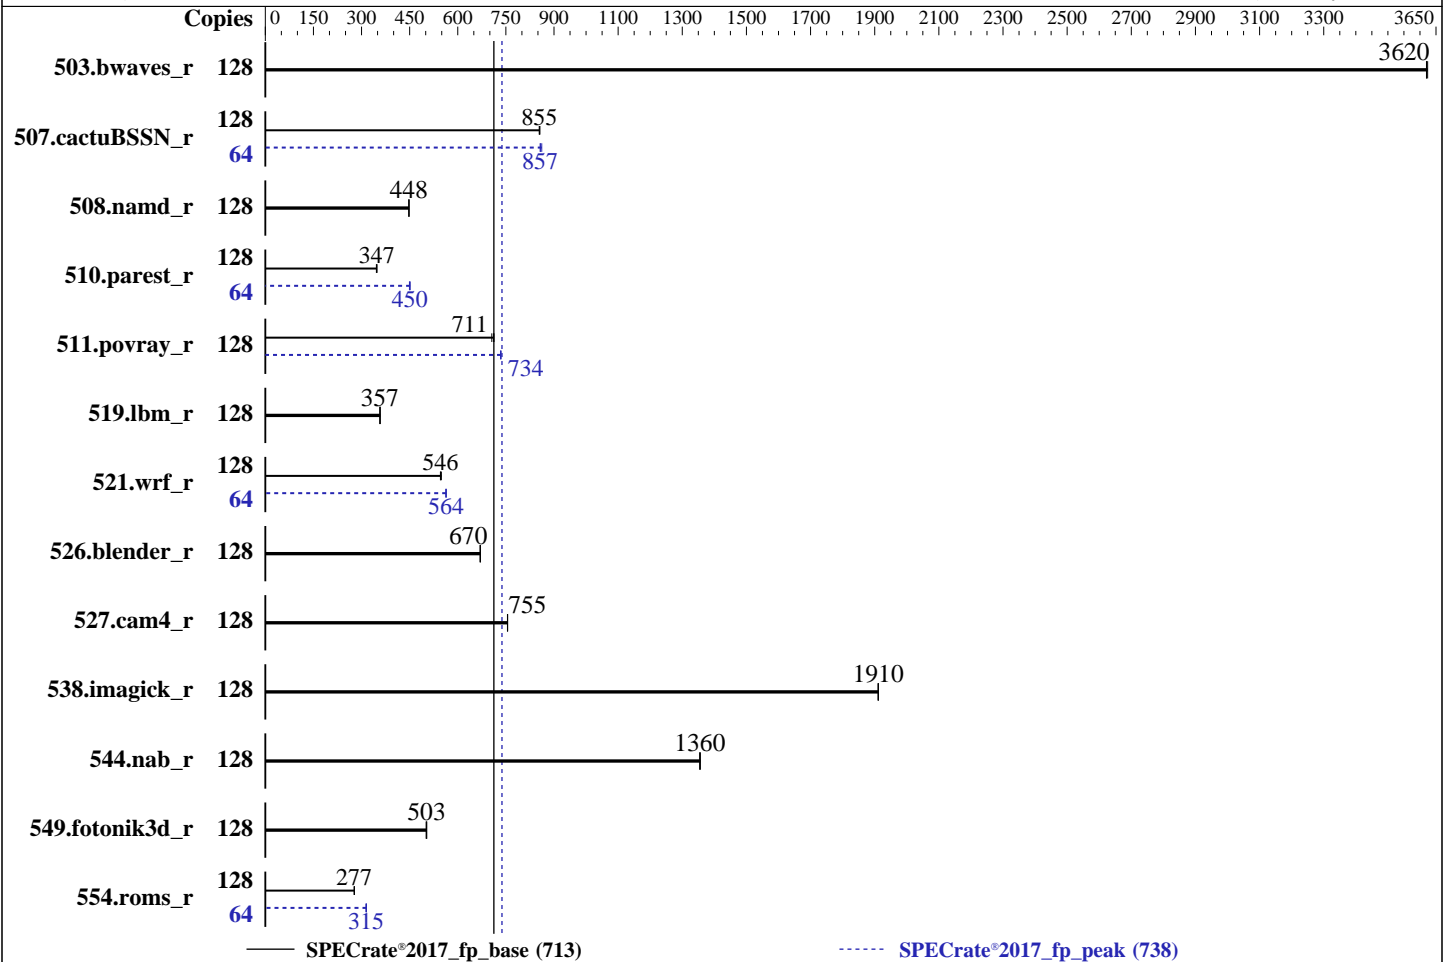 Copies 0 150 300 450 600 750 900 1100 1300 1500 1700 1900 2100 2300 2500 2700 2900 3100 3300 3650
503.bwaves_r 128 3620
507.cactuBSSN_r 128 855
64 857
508.namd_r 128 448
510.parest_r 128 347
64 450
511.povray_r 128 711
734
519.lbm_r 128 357
521.wrf_r 128 546
64 564
526.blender_r 128 670
527.cam4_r 128 755
538.imagick_r 128 1910
544.nab_r 128 1360
549.fotonik3d_r 128 503
554.roms_r 128 277
64 315
SPECrate®2017_fp_base (713) SPECrate®2017_fp_peak (738)